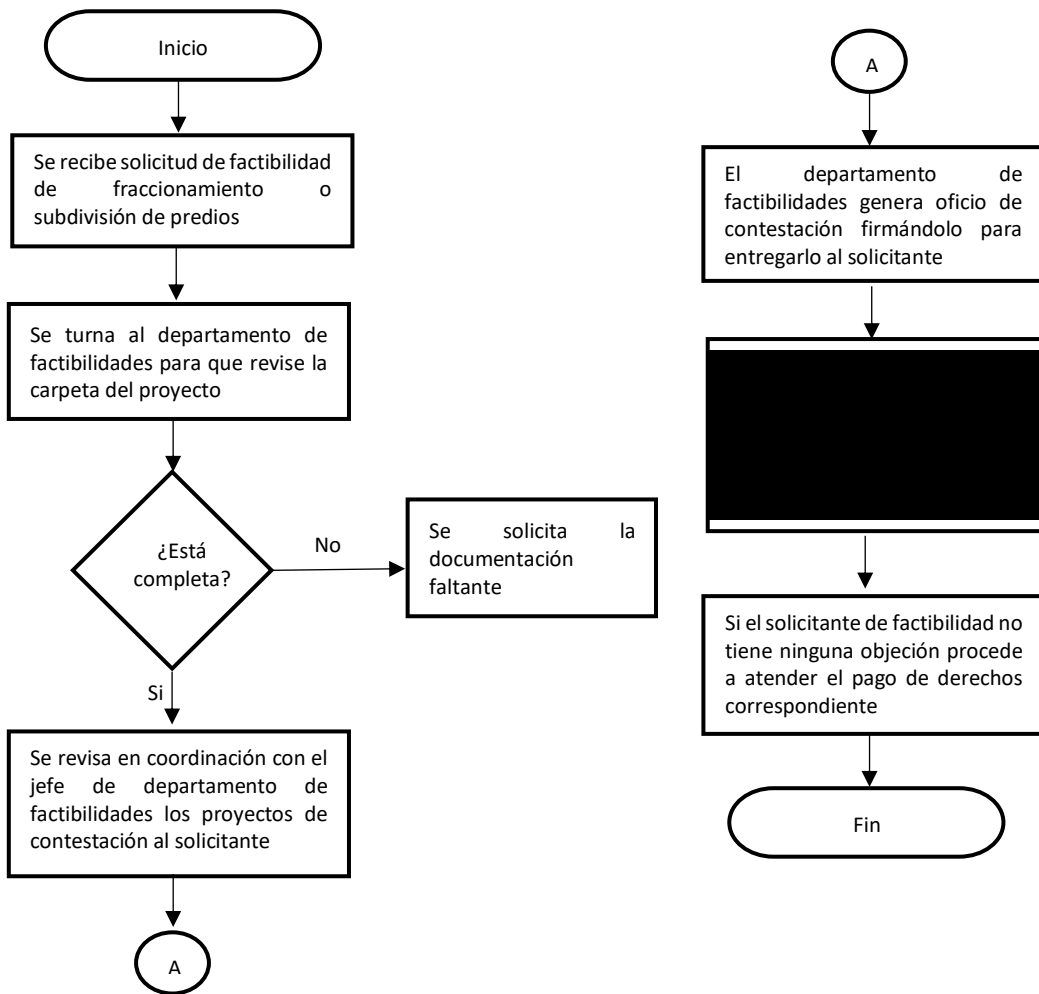 Inicio
Se recibe solicitud de factibilidad
de fraccionamiento o
subdivisión de predios
Se turna al departamento de
factibilidades para que revise la
carpeta del proyecto
¿Está
completa?
No
Se solicita la
documentación
faltante
Si
Se revisa en coordinación con el
jefe de departamento de
factibilidades los proyectos de
contestación al solicitante
A
A
El departamento de
factibilidades genera oficio de
contestación firmándolo para
entregarlo al solicitante
Si el solicitante de factibilidad no
tiene ninguna objeción procede
a atender el pago de derechos
correspondiente
Fin